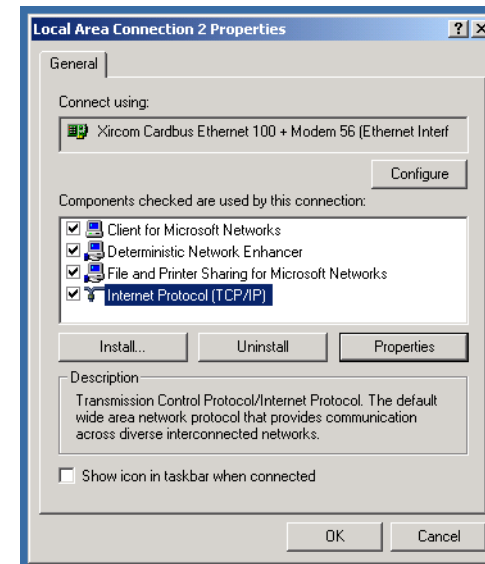 Local Area Connection 2 Properties
General
Connect using:
Xircom Cardbus Ethernet 100 + Modem 56 (Ethernet Interf
Configure
Components checked are used by this connection:
Client for Microsoft Networks
Deterministic Network Enhancer
File and Printer Sharing for Microsoft Networks
Internet Protocol (TCP/IP)
Install... Uninstall Properties
Description
Transmission Control Protocol/Internet Protocol. The default
wide area network protocol that provides communication
across diverse interconnected networks.
Show icon in taskbar when connected
OK Cancel